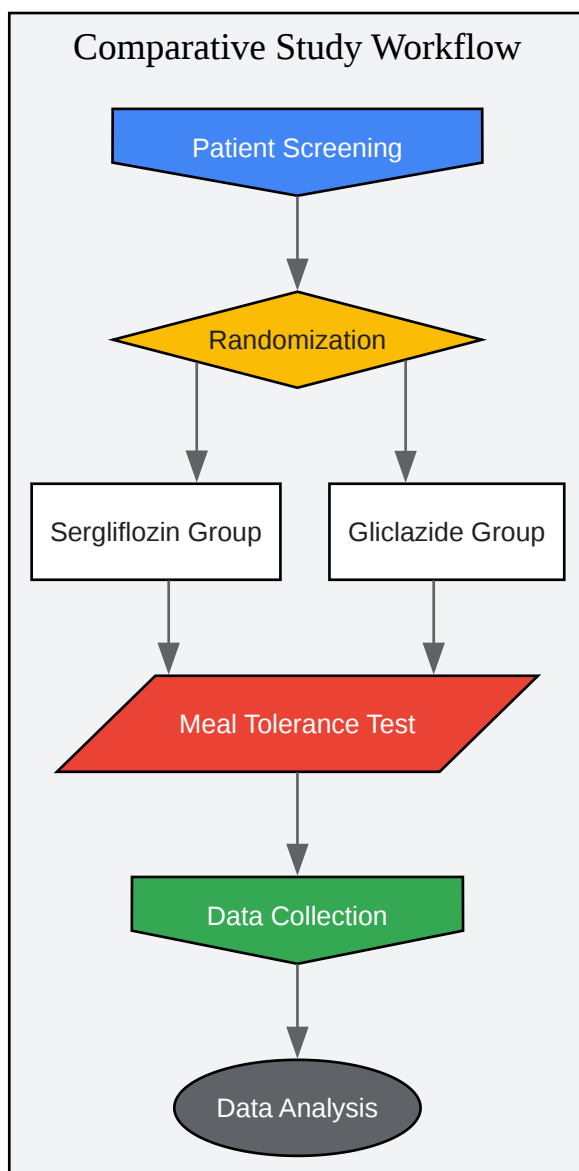 Comparative Study Workflow
Patient Screening
Randomization
Sergliflozin Group
Gliclazide Group
Meal Tolerance Test
Data Collection
Data Analysis